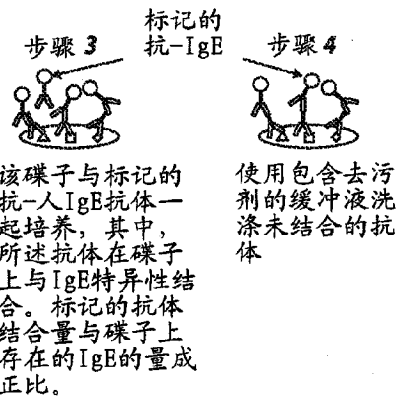 标记的
抗-IgE
步骤3
步骤4
该碟子与标记的
抗-人IgE抗体一
起培养，其中，
所述抗体在碟子
上与IgE特异性结
合。标记的抗体
结合量与碟子上
存在的IgE的量成
正比。
使用包含去污
剂的缓冲液洗
涤未结合的抗
体